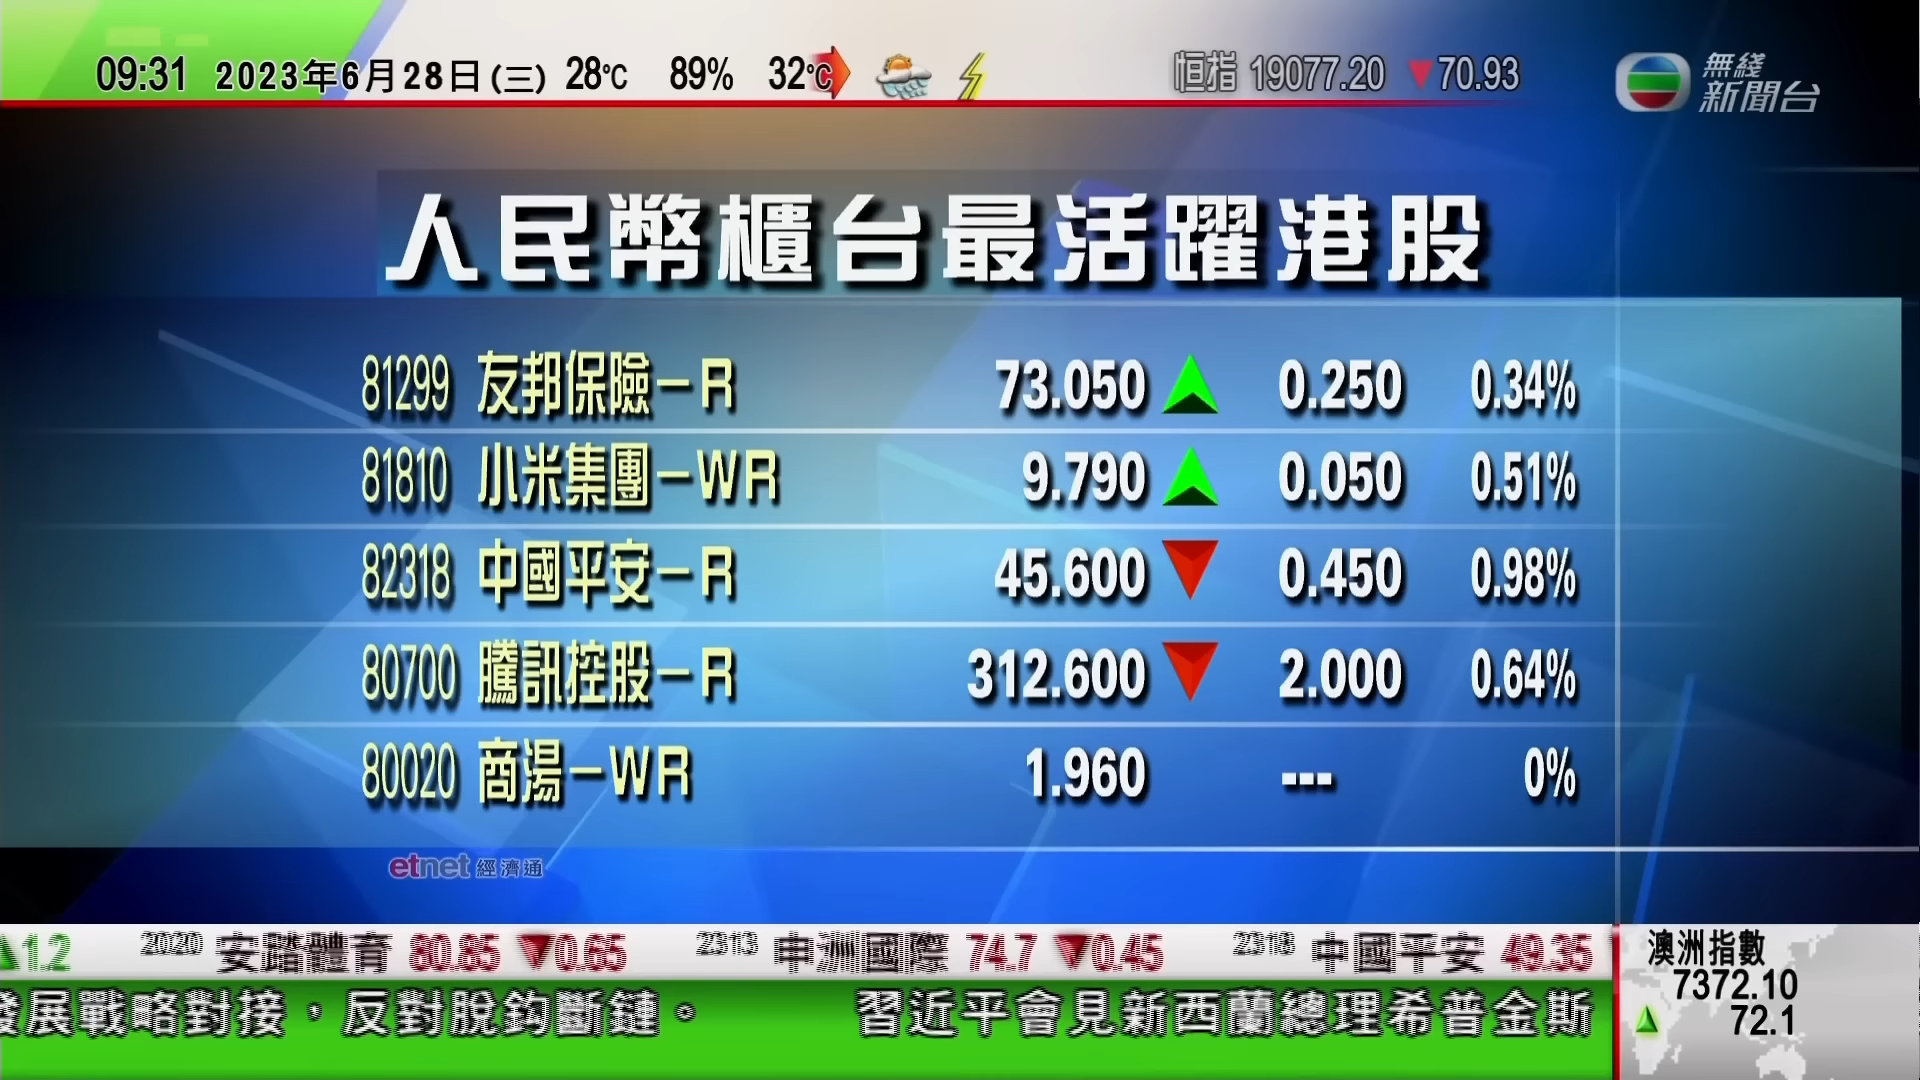 09:31 2023年6月28日(三) 28℃ 89% 32℃ 恒指 19077.20 ▼70.93
無綫
新聞台
人民幣櫃台最活躍港股
81299 友邦保險－R 73.050 ▲ 0.250 0.34%
81810 小米集團－WR 9.790 ▲ 0.050 0.51%
82318 中國平安－R 45.600 ▼ 0.450 0.98%
80700 騰訊控股－R 312.600 ▼ 2.000 0.64%
80020 商湯－WR 1.960 --- 0%
etnet 經濟通
▲1.2 2020 安踏體育 80.85 ▼0.65 2313 申洲國際 74.7 ▼0.45 2318 中國平安 49.35
發展戰略對接，反對脫鈎斷鏈。 習近平會見新西蘭總理希普金斯
澳洲指數
7372.10
▲ 72.1